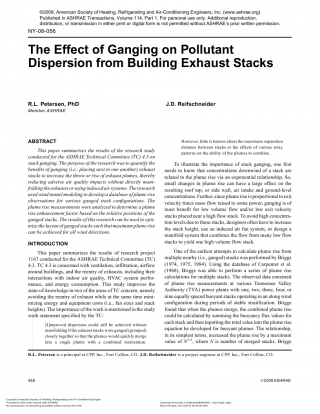 ©2008, American Society of Heating, Refrigerating and Air-Conditioning Engineers, Inc. (www.ashrae.org).
Published in ASHRAE Transactions, Volume 114, Part 1. For personal use only. Additional reproduction,
distribution, or transmission in either print or digital form is not permitted without ASHRAE's prior written permission.
NY-08-056
The Effect of Ganging on Pollutant
Dispersion from Building Exhaust Stacks
R.L. Petersen, PhD
Member ASHRAE
J.D. Reifschneider
ABSTRACT
This paper summarizes the results of the research study
conducted for the ASHRAE Technical Committee (TC) 4.3 on
stack ganging. The purpose of the research was to quantify the
benefits of ganging (i.e., placing next to one another) exhaust
stacks to increase the throw or rise of exhaust plumes, thereby
reducing adverse air quality impacts without directly mani-
folding the exhausts or using induced air systems. The research
used wind tunnel modeling to develop a database of plume rise
observations for various ganged stack configurations. The
plume rise measurements were analyzed to determine a plume
rise enhancement factor based on the relative positions of the
ganged stacks. The results of this research can be used to opti-
mize the layout of ganged stacks such that maximum plume rise
can be achieved for all wind directions.
INTRODUCTION
This paper summarizes the results of research project
1167 conducted for the ASHRAE Technical Committee (TC)
4.3. TC 4.3 is concerned with ventilation, infiltration, airflow
around buildings, and the reentry of exhausts, including their
interactions with indoor air quality, HVAC system perfor-
mance, and energy consumption. This study improves the
state-of-knowledge in two of the areas of TC concern, namely
avoiding the reentry of exhaust while at the same time mini-
mizing energy and equipment costs (i.e., fan sizes and stack
heights). The importance of the work is mentioned in the study
work statement specified by the TC:
[I]mproved dispersion could still be achieved without
manifolding if the exhaust stacks were ganged (grouped)
closely together so that the plumes would quickly merge
into a single plume with a combined momentum.
However, little is known about the maximum separation
distance between stacks or the effects of various array
patterns on the ability of the plumes to combine.
To illustrate the importance of stack ganging, one first
needs to know that concentrations downwind of a stack are
related to the plume rise via an exponential relationship. So,
small changes in plume rise can have a large effect on the
resulting roof top, or side wall, air intake and ground-level
concentrations. Further, since plume rise is proportional to exit
velocity times mass flow raised to some power, ganging is of
most benefit for low volume flow and/or low exit velocity
stacks placed near a high flow stack. To avoid high concentra-
tion levels due to these stacks, designers often have to increase
the stack height, use an induced air fan system, or design a
manifold system that combines the flow from many low flow
stacks to yield one high volume flow stack.
One of the earliest attempts to calculate plume rise from
multiple nearby (i.e., ganged) stacks was performed by Briggs
(1974, 1975, 1984). Using the database of Carpenter et al.
(1968), Briggs was able to perform a series of plume rise
calculations for multiple stacks. The observed data consisted
of plume rise measurements at various Tennessee Valley
Authority (TVA) power plants with one, two, three, four, or
nine equally spaced buoyant stacks operating in an along wind
configuration during periods of stable stratification. Briggs
found that when the plumes merge, the combined plume rise
could be calculated by summing the buoyancy flux values for
each stack and then inputting the total value into the plume rise
equation he developed for buoyant plumes. The relationship,
in its simplest terms, increased the plume rise by a maximum
value of N¹ᐟ³, where N is number of merged stacks. Briggs
R.L. Petersen is a principal at CPP, Inc., Fort Collins, CO. J.D. Reifschneider is a project engineer at CPP, Inc., Fort Collins, CO.
©2008 ASHRAE